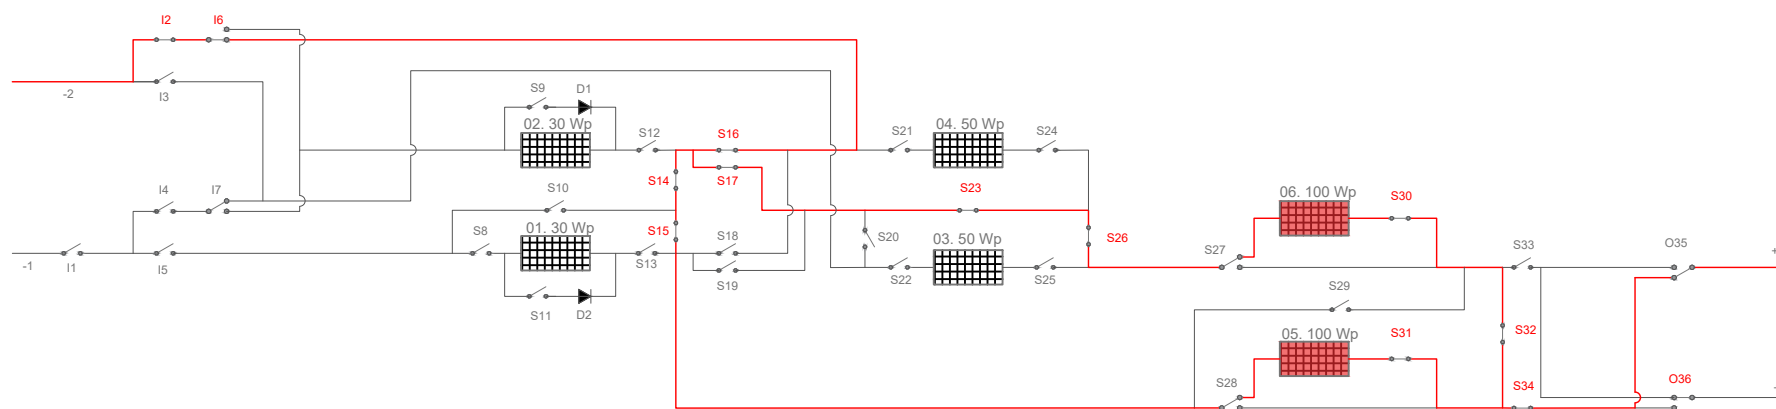 I2
I6
-2
I3
S9
D1
02. 30 Wp
S12
S16
S21
04. 50 Wp
S24
S17
S14
I4
I7
S10
S23
06. 100 Wp
S30
S8
01. 30 Wp
S15
S18
S20
03. 50 Wp
S26
S27
S33
O35
+
-1
I1
I5
S13
S19
S22
S25
S29
S11
D2
05. 100 Wp
S31
S32
S28
S34
O36
-